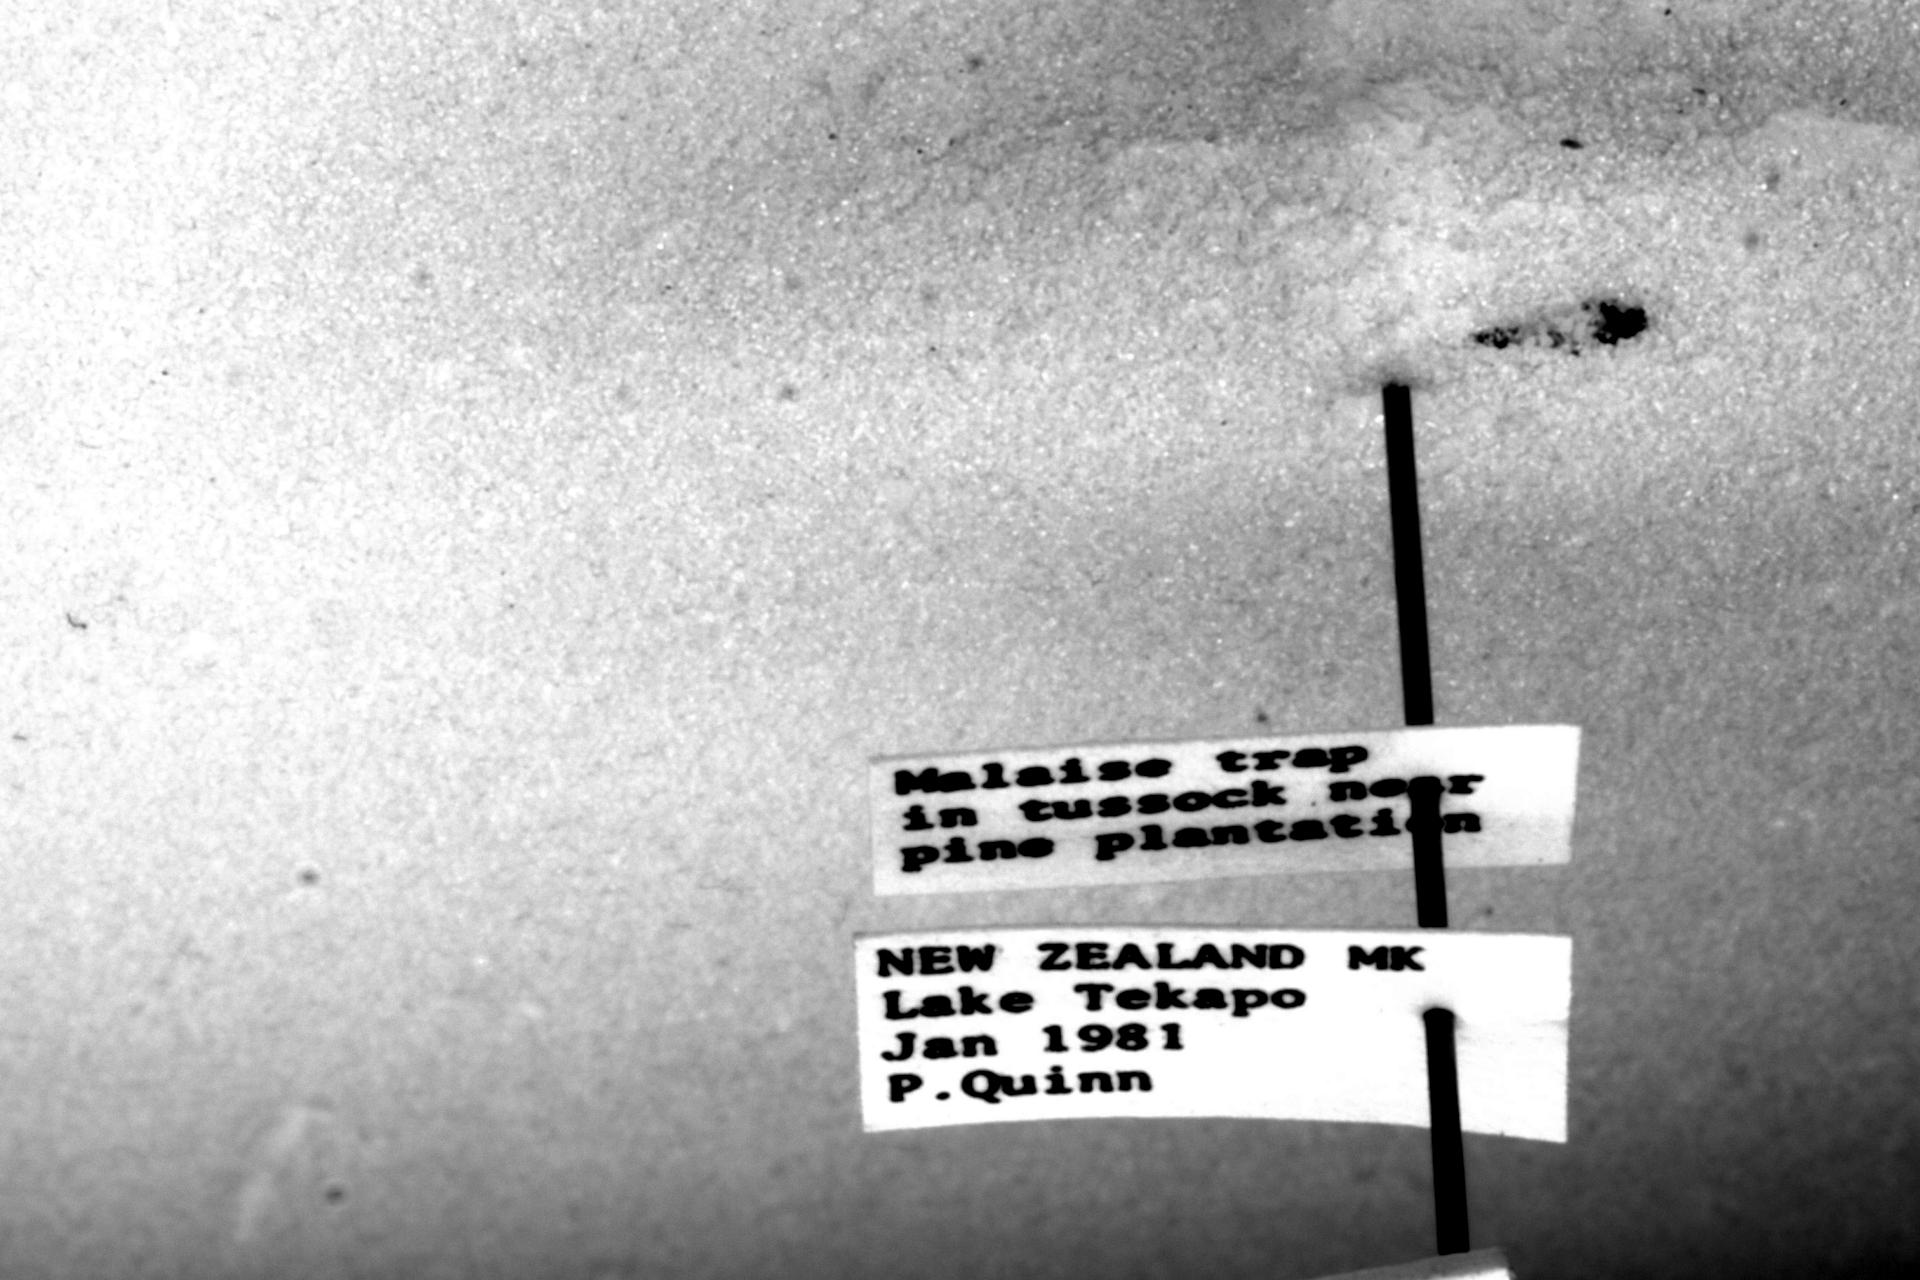 Malaise trap
in tussock near
pine plantation
NEW ZEALAND MK
Lake Tekapo
Jan 1981
P.Quinn